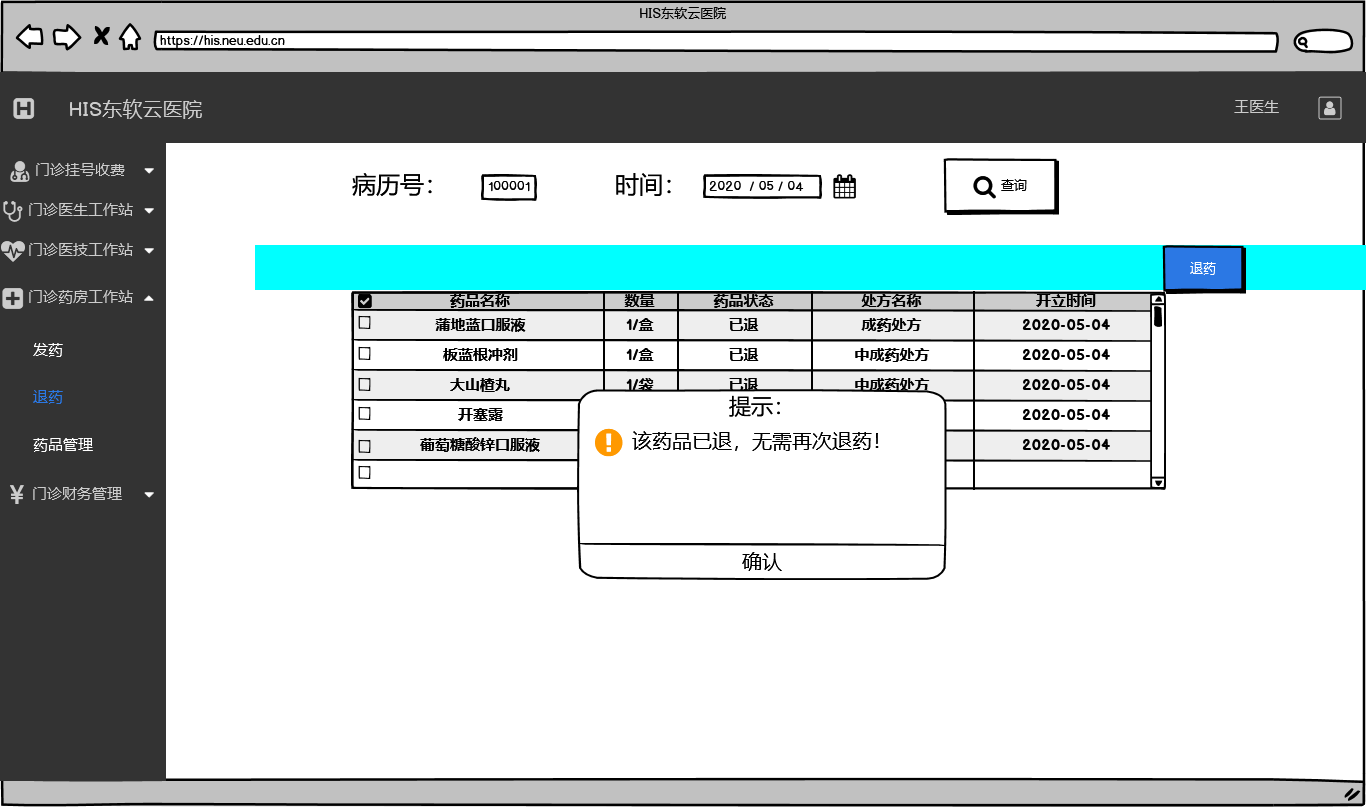 HIS东软云医院
https://his.neu.edu.cn
HIS东软云医院
王医生
门诊挂号收费
门诊医生工作站
门诊医技工作站
门诊药房工作站
发药
退药
药品管理
门诊财务管理
病历号：
100001
时间：
2020 / 05 / 04
查询
退药
药品名称 数量 药品状态 处方名称 开立时间
蒲地蓝口服液 1/盒 已退 成药处方 2020-05-04
板蓝根冲剂 1/盒 已退 中成药处方 2020-05-04
大山楂丸 1/袋 已退 中成药处方 2020-05-04
开塞露 2020-05-04
葡萄糖酸锌口服液 2020-05-04
提示：
该药品已退，无需再次退药！
确认